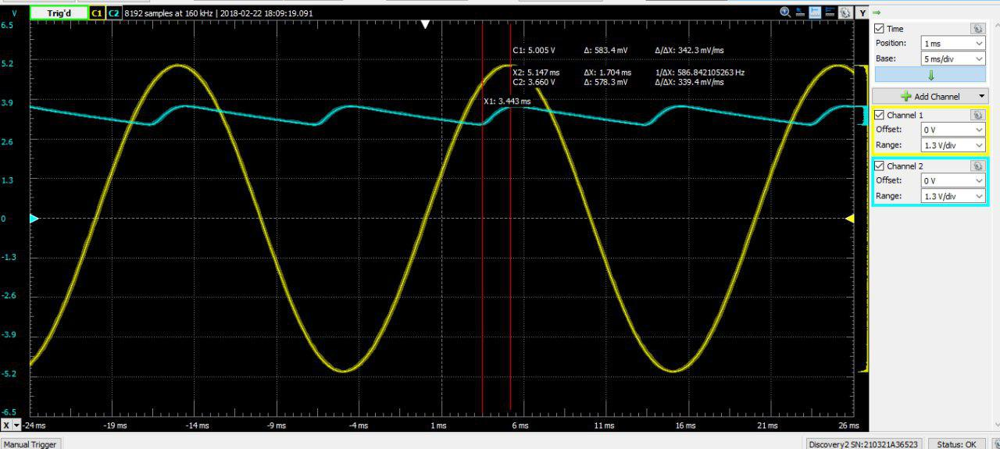 V
Trig'd C1 C2 8192 samples at 160 kHz | 2018-02-22 18:09:19.091 Y
6.5
5.2
3.9
2.6
1.3
0
-1.3
-2.6
-3.9
-5.2
-6.5
C1: 5.005 V Δ: 583.4 mV Δ/ΔX: 342.3 mV/ms
X2: 5.147 ms ΔX: 1.704 ms 1/ΔX: 586.842105263 Hz
C2: 3.660 V Δ: 578.3 mV Δ/ΔX: 339.4 mV/ms
X1: 3.443 ms
X -24 ms -19 ms -14 ms -9 ms -4 ms 1 ms 6 ms 11 ms 16 ms 21 ms 26 ms
Time
Position: 1 ms
Base: 5 ms/div
Add Channel
Channel 1
Offset: 0 V
Range: 1.3 V/div
Channel 2
Offset: 0 V
Range: 1.3 V/div
Manual Trigger Discovery2 SN:210321A36523 Status: OK